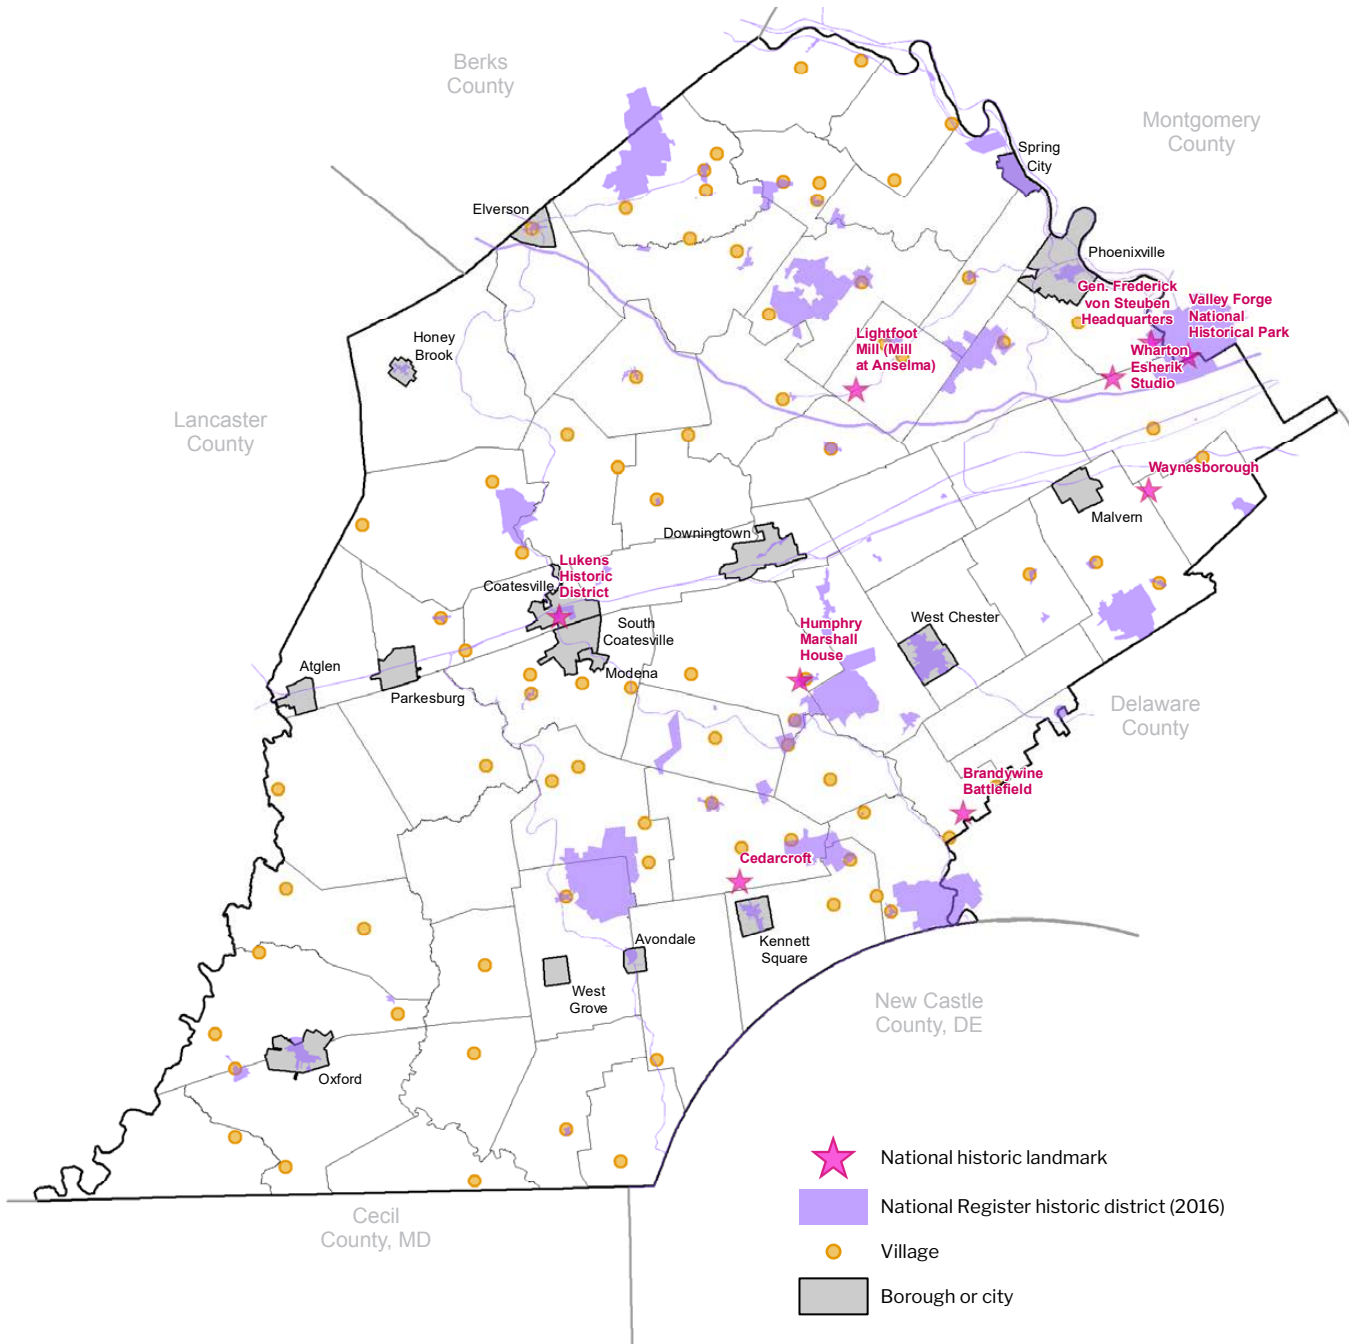 Berks
County
Montgomery
County
Spring
City
Elverson
Phoenixville
Gen. Frederick
von Steuben
Headquarters
Valley Forge
National
Historical Park
Honey
Brook
Lightfoot
Mill (Mill
at Anselma)
Wharton
Esherik
Studio
Lancaster
County
Waynesborough
Malvern
Downingtown
Lukens
Historic
District
Coatesville
South
Coatesville
Humphry
Marshall
House
West Chester
Atglen
Modena
Parkesburg
Delaware
County
Brandywine
Battlefield
Cedarcroft
Avondale
Kennett
Square
West
Grove
New Castle
County, DE
Oxford
National historic landmark
National Register historic district (2016)
Village
Borough or city
Cecil
County, MD